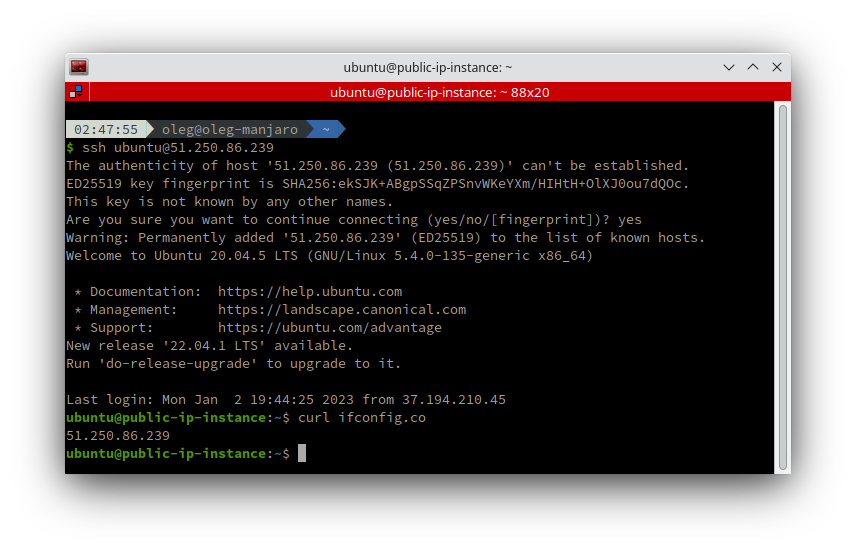 ubuntu@public-ip-instance: ~
ubuntu@public-ip-instance: ~ 88x20
02:47:55 oleg@oleg-manjaro ~
$ ssh ubuntu@51.250.86.239
The authenticity of host '51.250.86.239 (51.250.86.239)' can't be established.
ED25519 key fingerprint is SHA256:ekSJK+ABgpSSqZPSnvWKeYXm/HIHtH+OlXJ0ou7dQOc.
This key is not known by any other names.
Are you sure you want to continue connecting (yes/no/[fingerprint])? yes
Warning: Permanently added '51.250.86.239' (ED25519) to the list of known hosts.
Welcome to Ubuntu 20.04.5 LTS (GNU/Linux 5.4.0-135-generic x86_64)
* Documentation: https://help.ubuntu.com
* Management: https://landscape.canonical.com
* Support: https://ubuntu.com/advantage
New release '22.04.1 LTS' available.
Run 'do-release-upgrade' to upgrade to it.
Last login: Mon Jan 2 19:44:25 2023 from 37.194.210.45
ubuntu@public-ip-instance:~$ curl ifconfig.co
51.250.86.239
ubuntu@public-ip-instance:~$